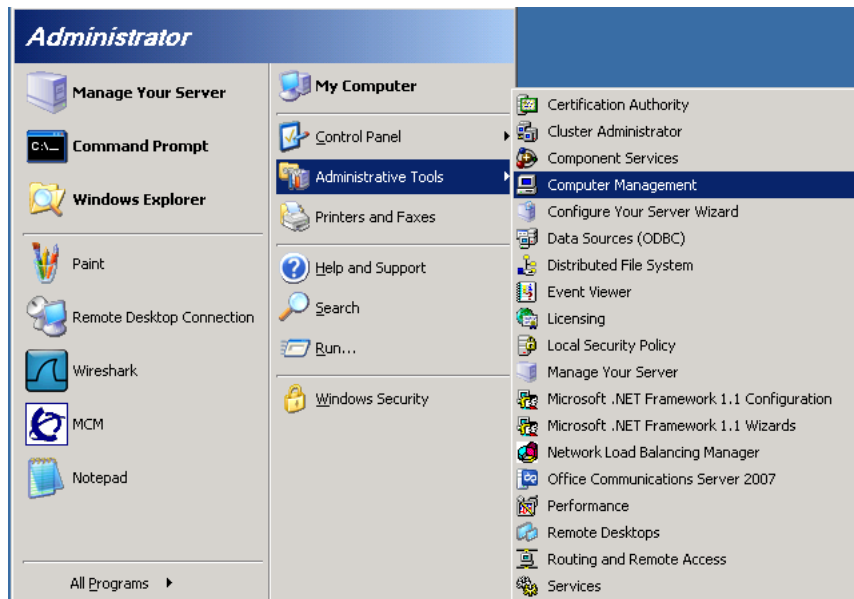 Administrator
Manage Your Server
Command Prompt
Windows Explorer
Paint
Remote Desktop Connection
Wireshark
MCM
Notepad
All Programs
My Computer
Control Panel
Administrative Tools
Printers and Faxes
Help and Support
Search
Run...
Windows Security
Certification Authority
Cluster Administrator
Component Services
Computer Management
Configure Your Server Wizard
Data Sources (ODBC)
Distributed File System
Event Viewer
Licensing
Local Security Policy
Manage Your Server
Microsoft .NET Framework 1.1 Configuration
Microsoft .NET Framework 1.1 Wizards
Network Load Balancing Manager
Office Communications Server 2007
Performance
Remote Desktops
Routing and Remote Access
Services